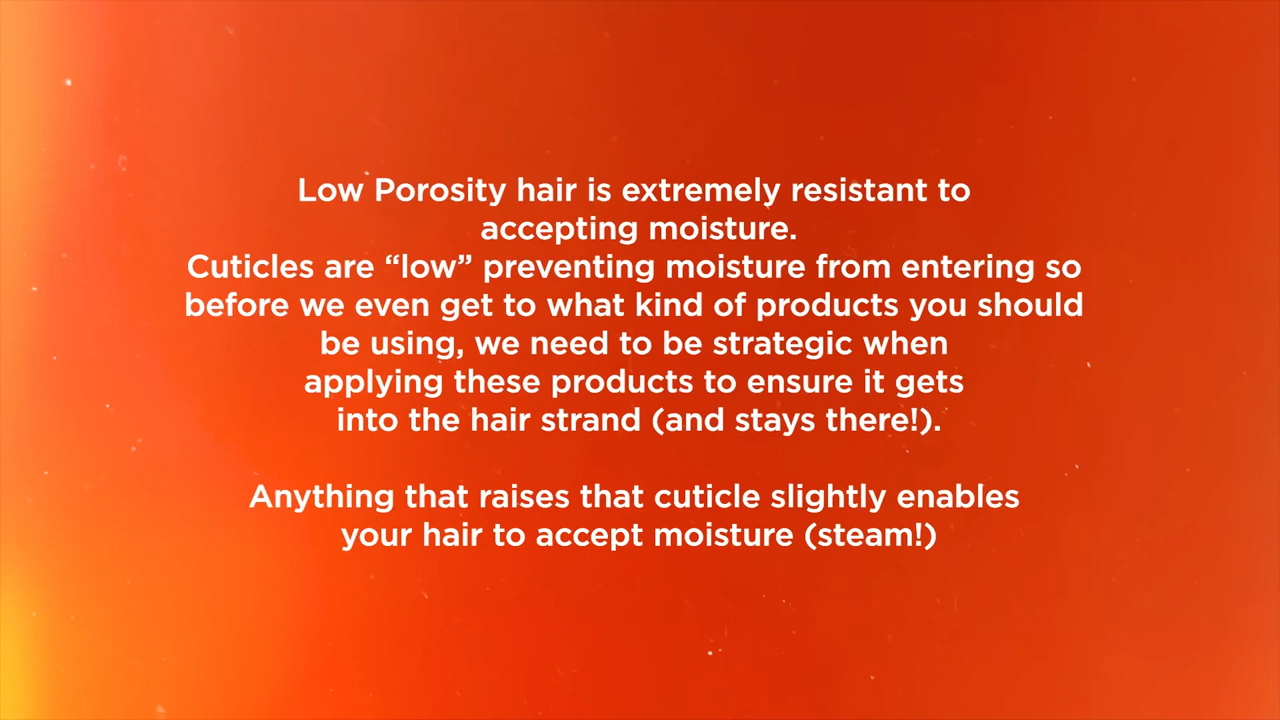 Low Porosity hair is extremely resistant to
accepting moisture.
Cuticles are “low” preventing moisture from entering so
before we even get to what kind of products you should
be using, we need to be strategic when
applying these products to ensure it gets
into the hair strand (and stays there!).
Anything that raises that cuticle slightly enables
your hair to accept moisture (steam!)